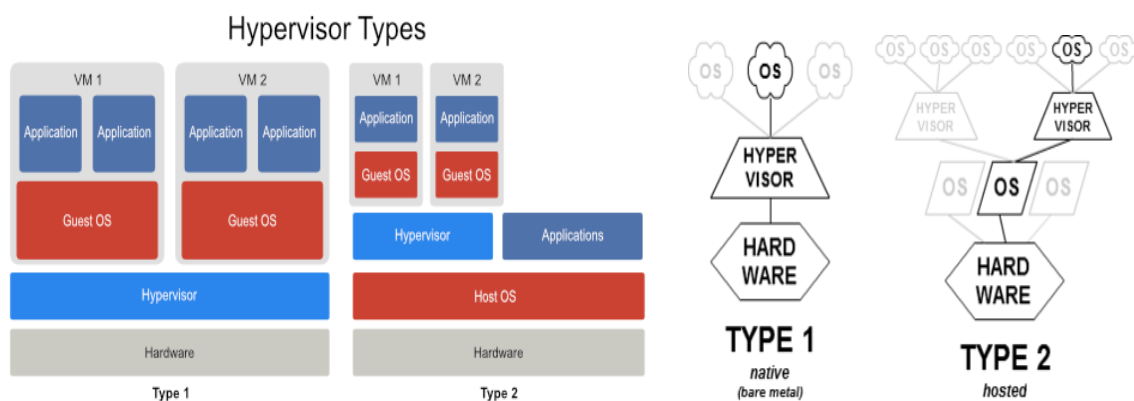 Hypervisor Types
VM 1
VM 2
Application
Application
Application
Application
Guest OS
Guest OS
Hypervisor
Hardware
Type 1
VM 1
VM 2
Application
Application
Guest OS
Guest OS
Hypervisor
Applications
Host OS
Hardware
Type 2
OS
OS
OS
HYPER
VISOR
HARD
WARE
TYPE 1
native
(bare metal)
OS
OS
OS
OS
OS
OS
HYPER
VISOR
HYPER
VISOR
OS
OS
OS
HARD
WARE
TYPE 2
hosted